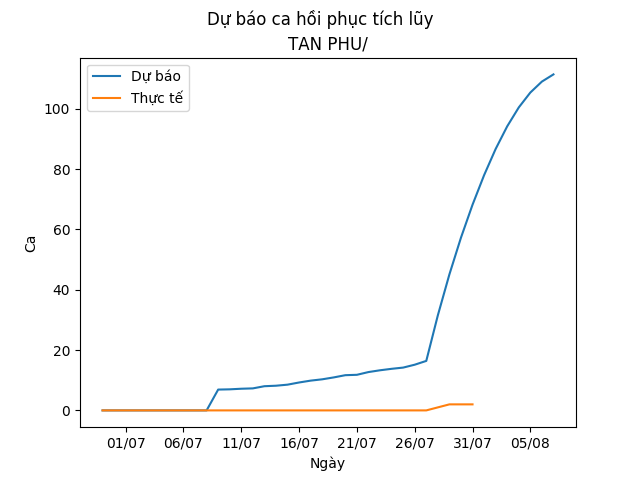 Dự báo ca hồi phục tích lũy
TAN PHU/
Dự báo
Thực tế
100
80
60
40
20
0
Ca
01/07 06/07 11/07 16/07 21/07 26/07 31/07 05/08
Ngày